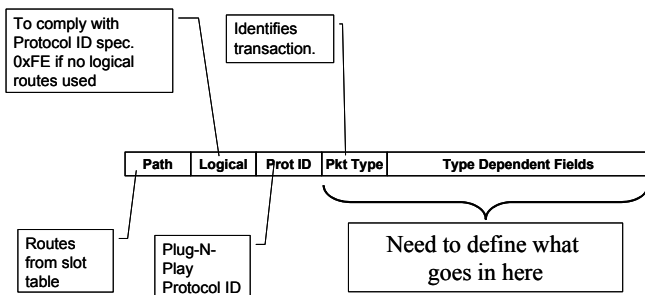 To comply with
Protocol ID spec.
0xFE if no logical
routes used
Identifies
transaction.
Path
Logical
Prot ID
Pkt Type
Type Dependent Fields
Routes
from slot
table
Plug-N-
Play
Protocol ID
Need to define what
goes in here